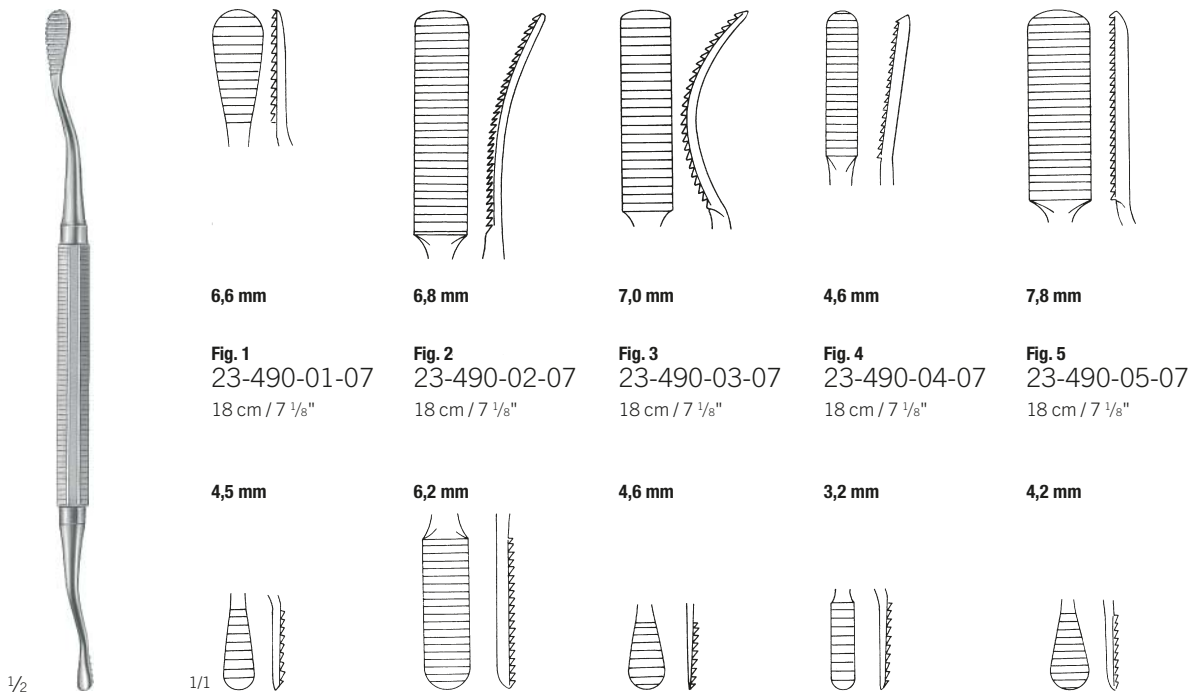 6,6 mm 6,8 mm 7,0 mm 4,6 mm 7,8 mm
Fig. 1 Fig. 2 Fig. 3 Fig. 4 Fig. 5
23-490-01-07 23-490-02-07 23-490-03-07 23-490-04-07 23-490-05-07
18 cm / 7 1/8" 18 cm / 7 1/8" 18 cm / 7 1/8" 18 cm / 7 1/8" 18 cm / 7 1/8"
4,5 mm 6,2 mm 4,6 mm 3,2 mm 4,2 mm
1/2 1/1